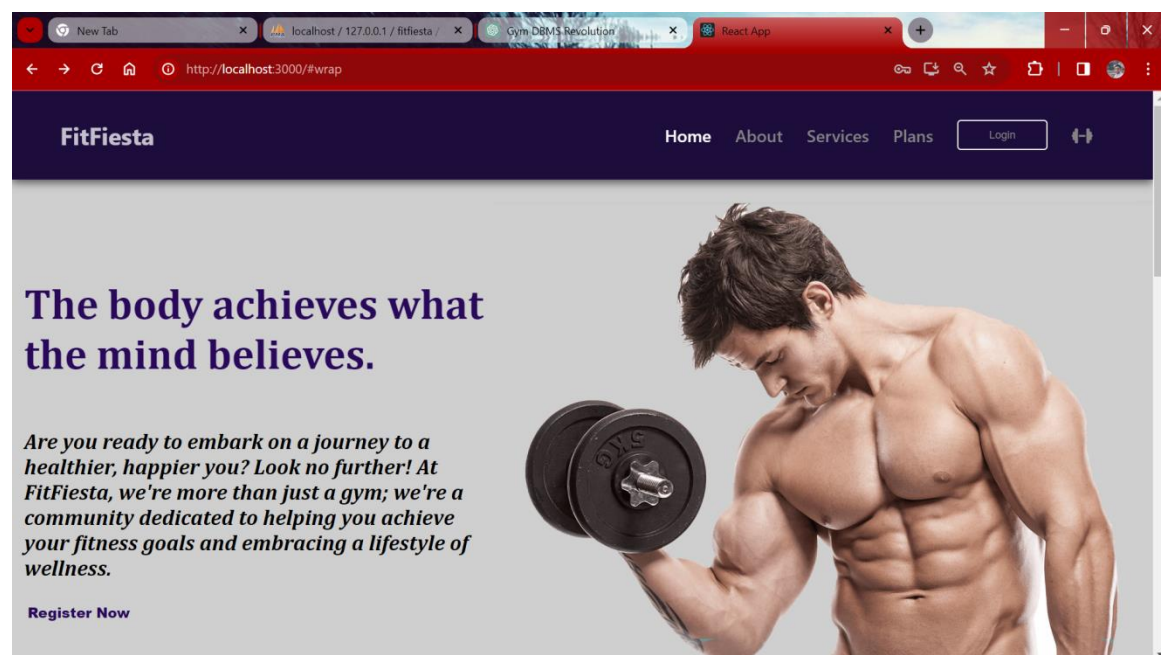 New Tab
localhost / 127.0.0.1 / fitfiesta /
Gym DBMS Revolution
React App
http://localhost:3000/#wrap
FitFiesta
Home About Services Plans Login
The body achieves what
the mind believes.
Are you ready to embark on a journey to a
healthier, happier you? Look no further! At
FitFiesta, we're more than just a gym; we're a
community dedicated to helping you achieve
your fitness goals and embracing a lifestyle of
wellness.
Register Now
5KG